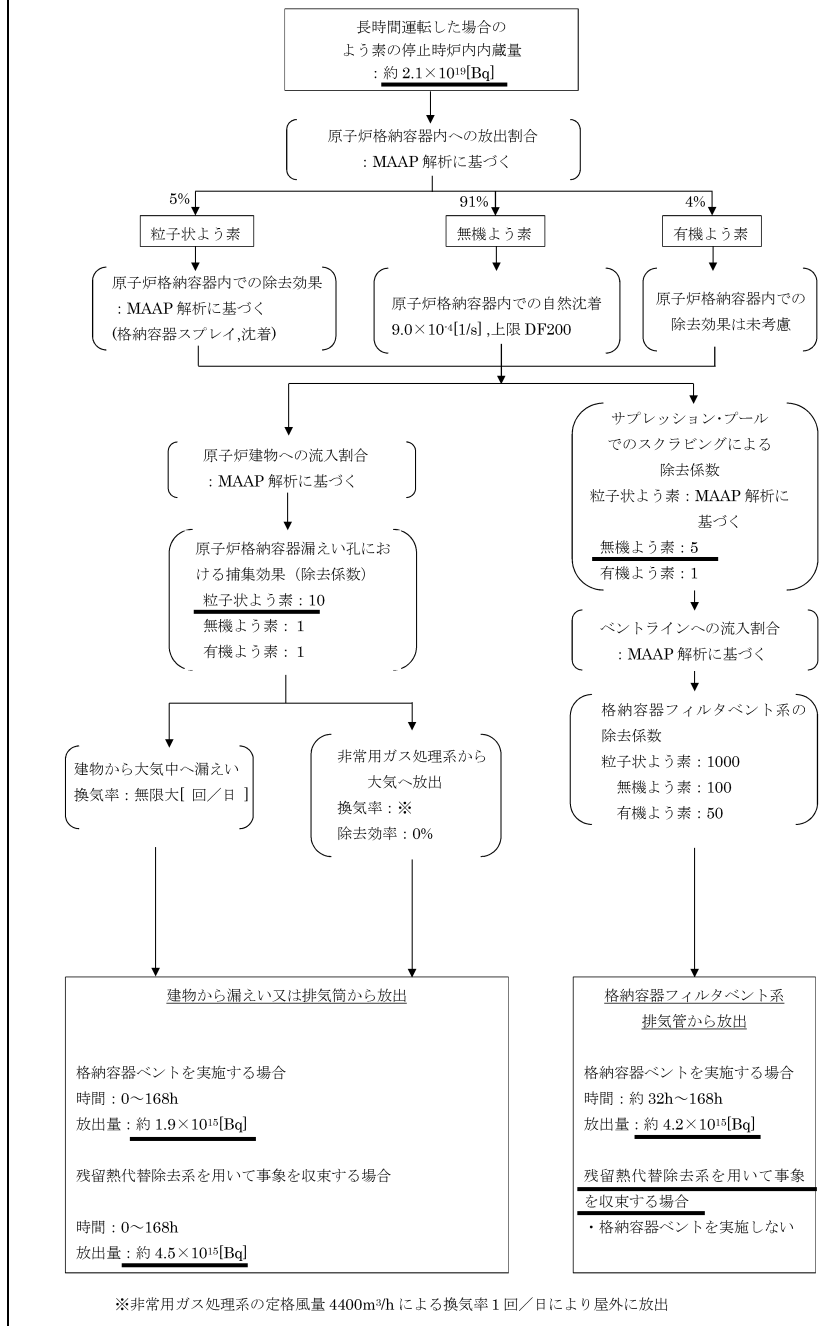 長時間運転した場合の
よう素の停止時炉内内蔵量
：約 2.1×10¹⁹[Bq]
原子炉格納容器内への放出割合
：MAAP 解析に基づく
5%
91%
4%
粒子状よう素
無機よう素
有機よう素
原子炉格納容器内での除去効果
：MAAP 解析に基づく
(格納容器スプレイ,沈着)
原子炉格納容器内での自然沈着
9.0×10⁻⁴[1/s] ,上限 DF200
原子炉格納容器内での
除去効果は未考慮
原子炉建物への流入割合
：MAAP 解析に基づく
原子炉格納容器漏えい孔にお
ける捕集効果（除去係数）
粒子状よう素：10
無機よう素：1
有機よう素：1
サプレッション･プール
でのスクラビングによる
除去係数
粒子状よう素：MAAP 解析に
基づく
無機よう素：5
有機よう素：1
ベントラインへの流入割合
：MAAP 解析に基づく
建物から大気中へ漏えい
換気率：無限大[ 回／日 ]
非常用ガス処理系から
大気へ放出
換気率：※
除去効率：0%
格納容器フィルタベント系の
除去係数
粒子状よう素：1000
無機よう素：100
有機よう素：50
建物から漏えい又は排気筒から放出
格納容器ベントを実施する場合
時間：0～168h
放出量：約 1.9×10¹⁵[Bq]
残留熱代替除去系を用いて事象を収束する場合
時間：0～168h
放出量：約 4.5×10¹⁵[Bq]
格納容器フィルタベント系
排気管から放出
格納容器ベントを実施する場合
時間：約 32h～168h
放出量：約 4.2×10¹⁵[Bq]
残留熱代替除去系を用いて事象
を収束する場合
・格納容器ベントを実施しない
※非常用ガス処理系の定格風量 4400m³/h による換気率 1 回／日により屋外に放出